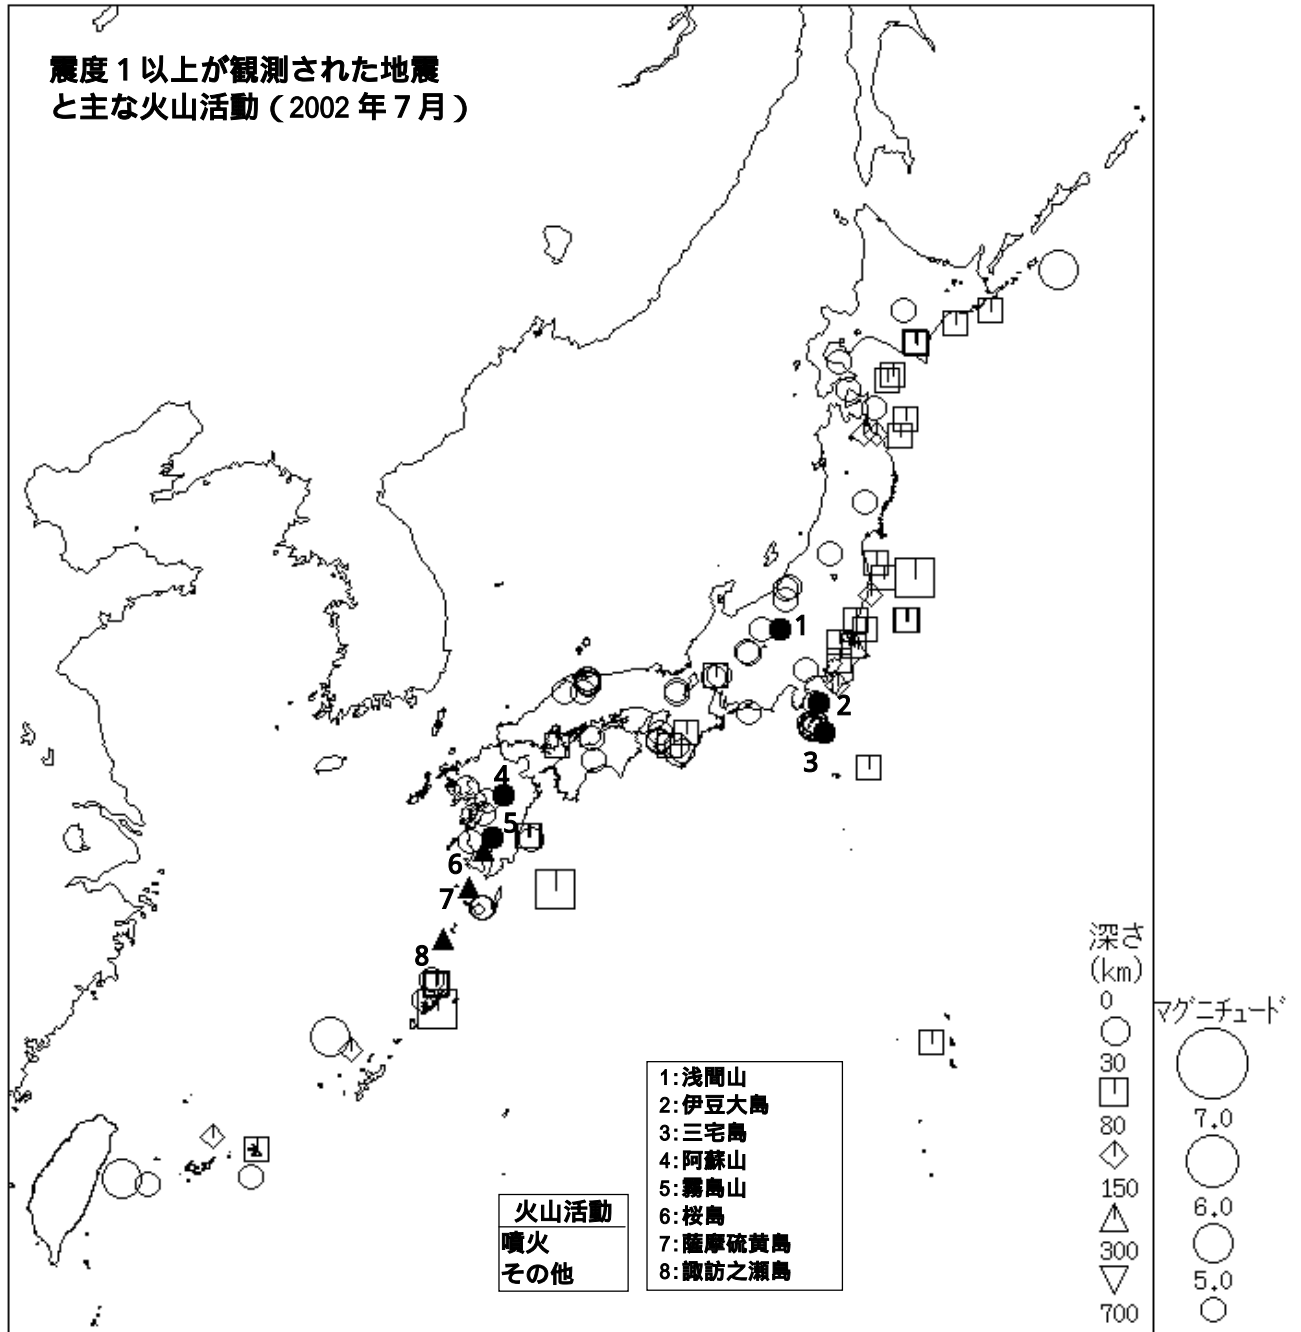 震度1以上が観測された地震
と主な火山活動（2002年7月）
1
2
3
4
5
6
7
8
1:浅間山
2:伊豆大島
3:三宅島
4:阿蘇山
5:霧島山
6:桜島
7:薩摩硫黄島
8:諏訪之瀬島
火山活動
噴火
その他
深さ
(km)
0
30
80
150
300
700
マグニチュード
7.0
6.0
5.0